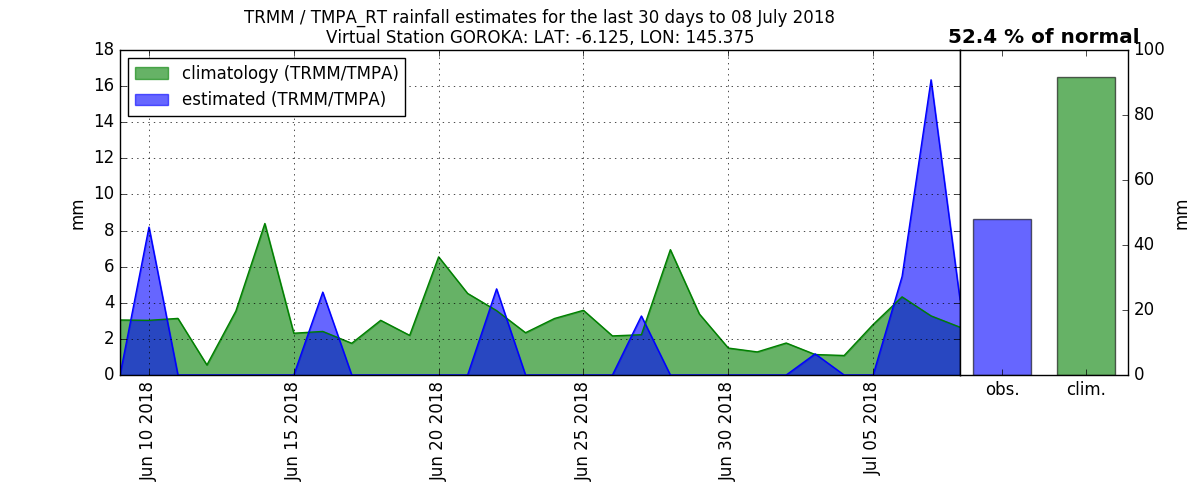 TRMM / TMPA_RT rainfall estimates for the last 30 days to 08 July 2018
Virtual Station GOROKA: LAT: -6.125, LON: 145.375
52.4 % of normal
climatology (TRMM/TMPA)
estimated (TRMM/TMPA)
mm
18
16
14
12
10
8
6
4
2
0
Jun 10 2018
Jun 15 2018
Jun 20 2018
Jun 25 2018
Jun 30 2018
Jul 05 2018
obs.
clim.
100
80
60
40
20
0
mm